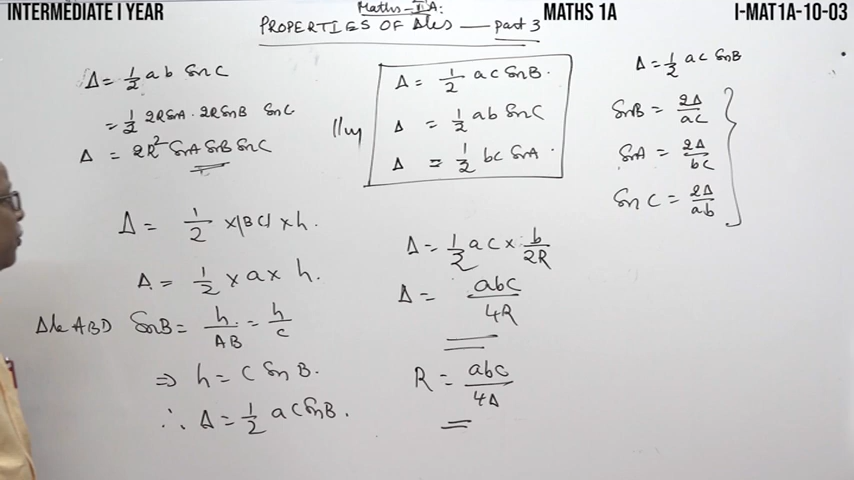 INTERMEDIATE I YEAR
MATHS 1A
I-MAT1A-10-03
Maths-IA:
PROPERTIES OF Δles — part 3
Δ = 1/2 ab SinC
= 1/2 2RSinA · 2RSinB SinC
Δ = 2R² SinA SinB SinC
Δ = 1/2 × |BC| × h.
Δ = 1/2 × a × h.
Δle ABD SinB = h/AB = h/c
⇒ h = c Sin B.
∴ Δ = 1/2 ac SinB.
|||ly
Δ = 1/2 ac SinB.
Δ = 1/2 ab SinC
Δ = 1/2 bc SinA.
Δ = 1/2 ac × b/2R
Δ = abc/4R
R = abc/4Δ
Δ = 1/2 ac SinB
SinB = 2Δ/ac
SinA = 2Δ/bc
Sin C = 2Δ/ab